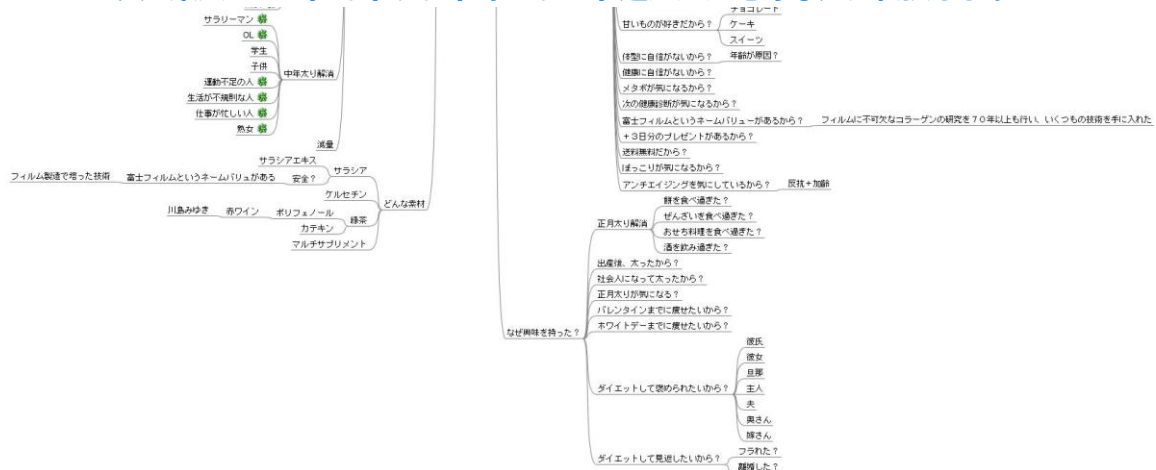 サラリーマン
OL
学生
子供
運動不足の人
生活が不規則な人
仕事が忙しい人
熟女
中年太り解消
減量
サラシアエキス
サラシア
フィルム製造で培った技術
富士フィルムというネームバリュがある
安全？
ケルセチン
どんな素材
川島みゆき
赤ワイン
ポリフェノール
緑茶
カテキン
マルチサプリメント
チョコレート
甘いものが好きだから？
ケーキ
スイーツ
体型に自信がないから？
年齢が原因？
健康に自信がないから？
メタボが気になるから？
次の健康診断が気になるから？
富士フィルムというネームバリューがあるから？
フィルムに不可欠なコラーゲンの研究を７０年以上も行い、いくつもの技術を手に入れた
＋３日分のプレゼントがあるから？
送料無料だから？
ぽっこりが気になるから？
アンチエイジングを気にしているから？
反抗＋加齢
餅を食べ過ぎた？
正月太り解消
ぜんざいを食べ過ぎた？
おせち料理を食べ過ぎた？
酒を飲み過ぎた？
出産後、太ったから？
社会人になって太ったから？
正月太りが気になる？
バレンタインまでに痩せたいから？
ホワイトデーまでに痩せたいから？
なぜ興味を持った？
彼氏
彼女
旦那
ダイエットして褒められたいから？
主人
夫
奥さん
嫁さん
ダイエットして見返したいから？
フラれた？
離婚した？